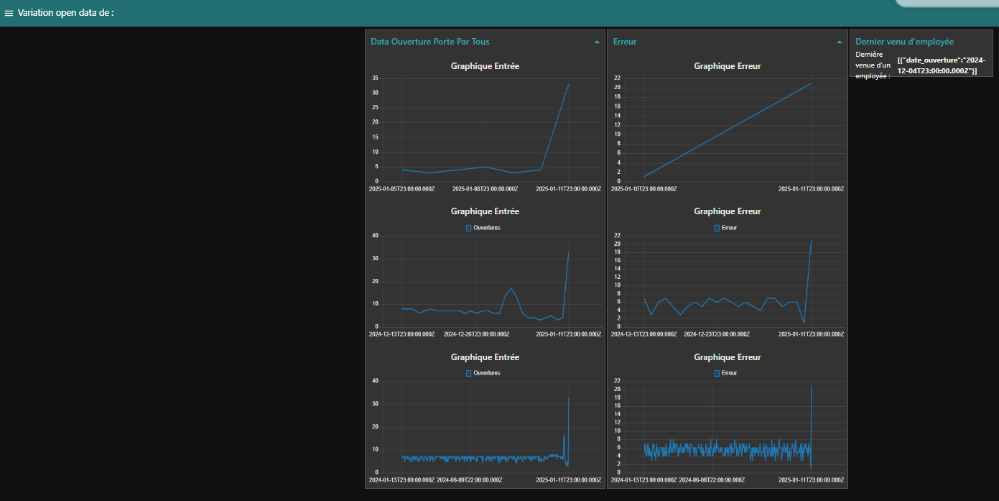 Variation open data de :
Data Ouverture Porte Par Tous
Graphique Entrée
35
30
25
20
15
10
5
0
2025-01-05T23:00:00.000Z 2025-01-08T23:00:00.000Z 2025-01-11T23:00:00.000Z
Graphique Entrée
Ouvertures
40
30
20
10
0
2024-12-13T23:00:00.000Z 2024-12-26T23:00:00.000Z 2025-01-11T23:00:00.000Z
Graphique Entrée
Ouvertures
40
30
20
10
0
2024-01-13T23:00:00.000Z 2024-06-09T22:00:00.000Z 2025-01-11T23:00:00.000Z
Erreur
Graphique Erreur
22
20
18
16
14
12
10
8
6
4
2
0
2025-01-10T23:00:00.000Z 2025-01-11T23:00:00.000Z
Graphique Erreur
Erreur
22
20
18
16
14
12
10
8
6
4
2
0
2024-12-13T23:00:00.000Z 2024-12-23T23:00:00.000Z 2025-01-11T23:00:00.000Z
Graphique Erreur
Erreur
22
20
18
16
14
12
10
8
6
4
2
0
2024-01-13T23:00:00.000Z 2024-06-06T22:00:00.000Z 2025-01-11T23:00:00.000Z
Dernier venu d'employée
Dernière
venue d'un
employée :
[{"date_ouverture":"2024-
12-04T23:00:00.000Z"}]